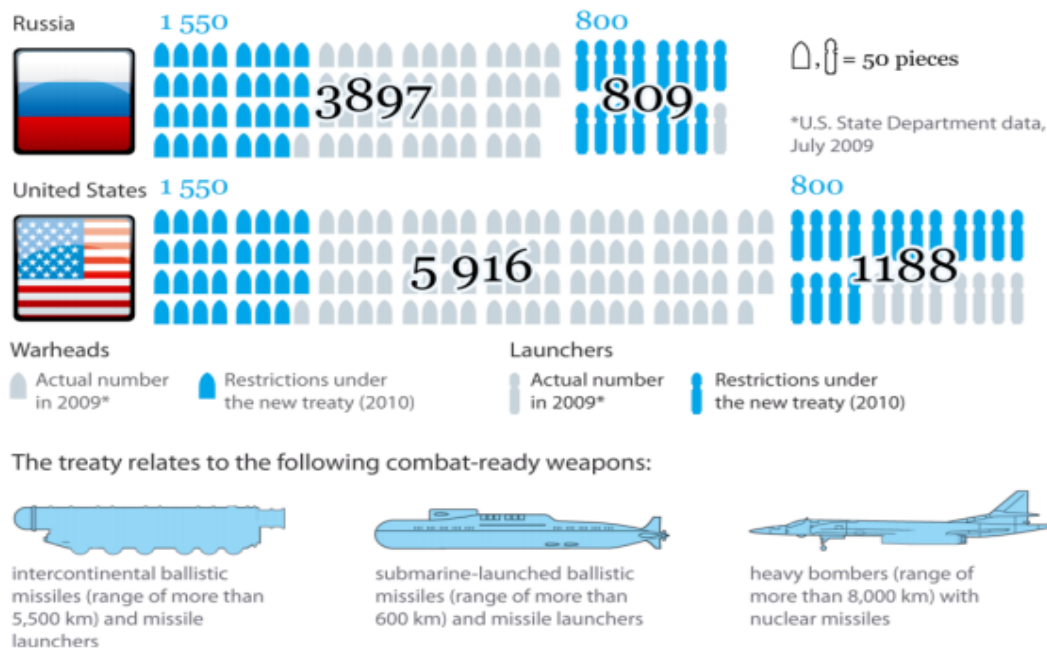 Russia
1 550
800
3897
809
= 50 pieces
*U.S. State Department data,
July 2009
United States
1 550
800
5 916
1188
Warheads
Actual number
in 2009*
Restrictions under
the new treaty (2010)
Launchers
Actual number
in 2009*
Restrictions under
the new treaty (2010)
The treaty relates to the following combat-ready weapons:
intercontinental ballistic
missiles (range of more than
5,500 km) and missile
launchers
submarine-launched ballistic
missiles (range of more than
600 km) and missile launchers
heavy bombers (range of
more than 8,000 km) with
nuclear missiles